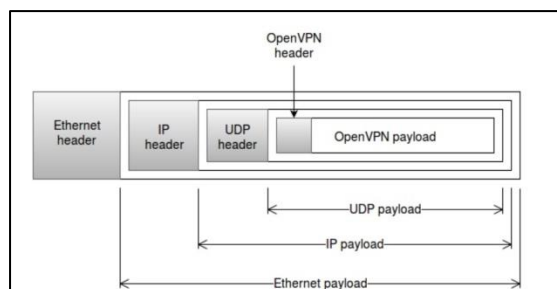 OpenVPN
header
Ethernet
header
IP
header
UDP
header
OpenVPN payload
UDP payload
IP payload
Ethernet payload